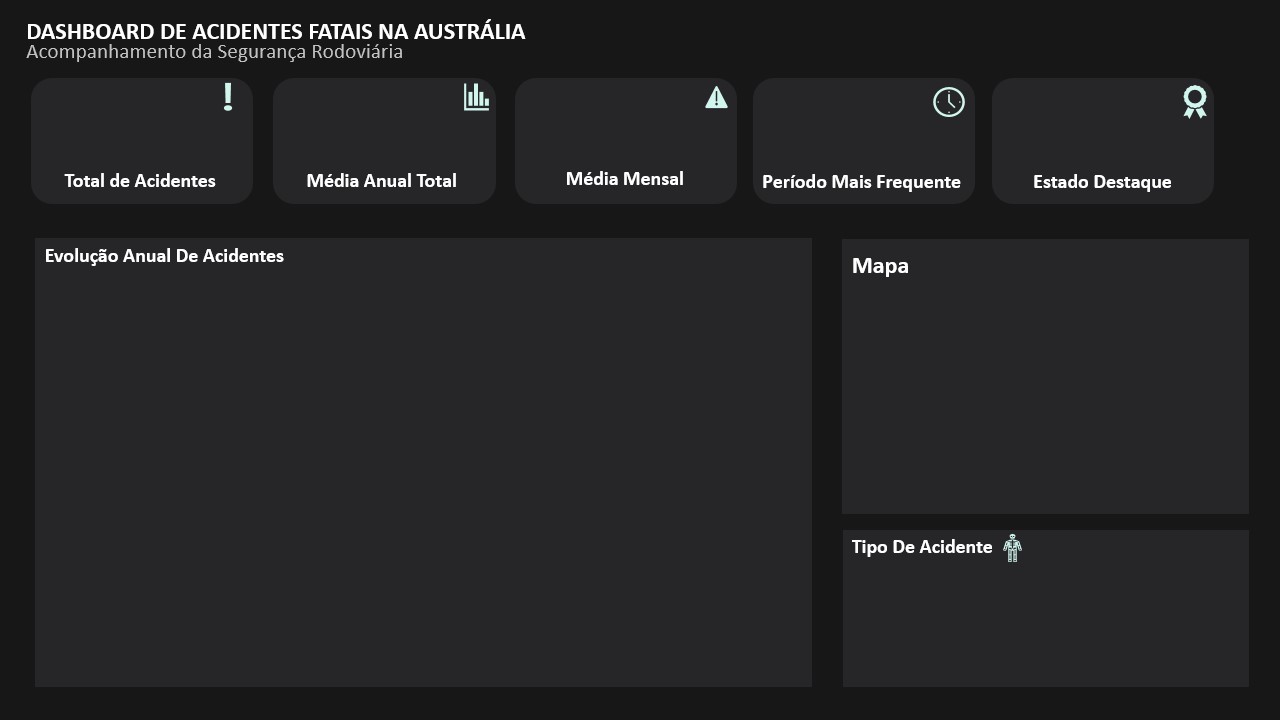 DASHBOARD DE ACIDENTES FATAIS NA AUSTRÁLIA
Acompanhamento da Segurança Rodoviária
Total de Acidentes
Média Anual Total
Média Mensal
Período Mais Frequente
Estado Destaque
Evolução Anual De Acidentes
Mapa
Tipo De Acidente